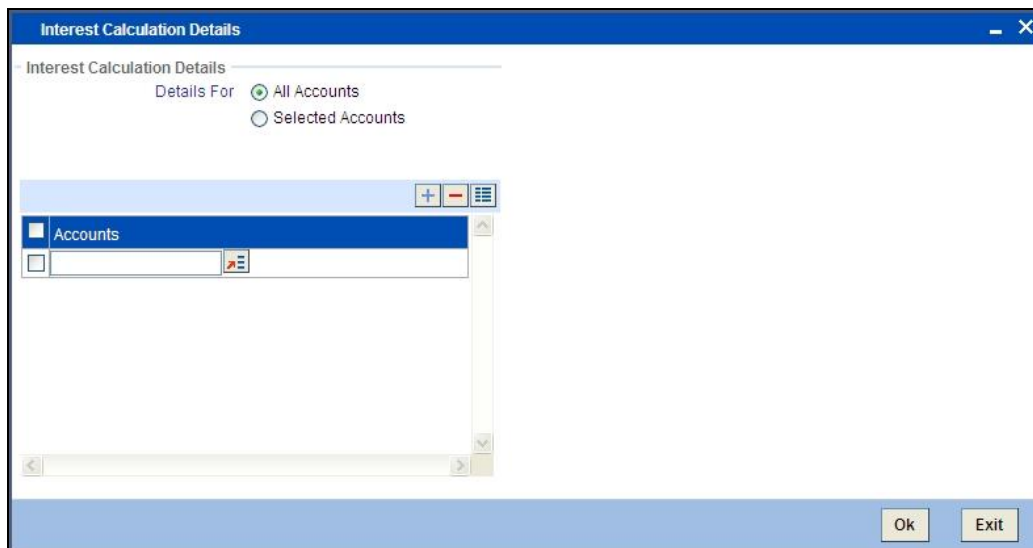 Interest Calculation Details
Interest Calculation Details
Details For All Accounts
Selected Accounts
Accounts
Ok Exit